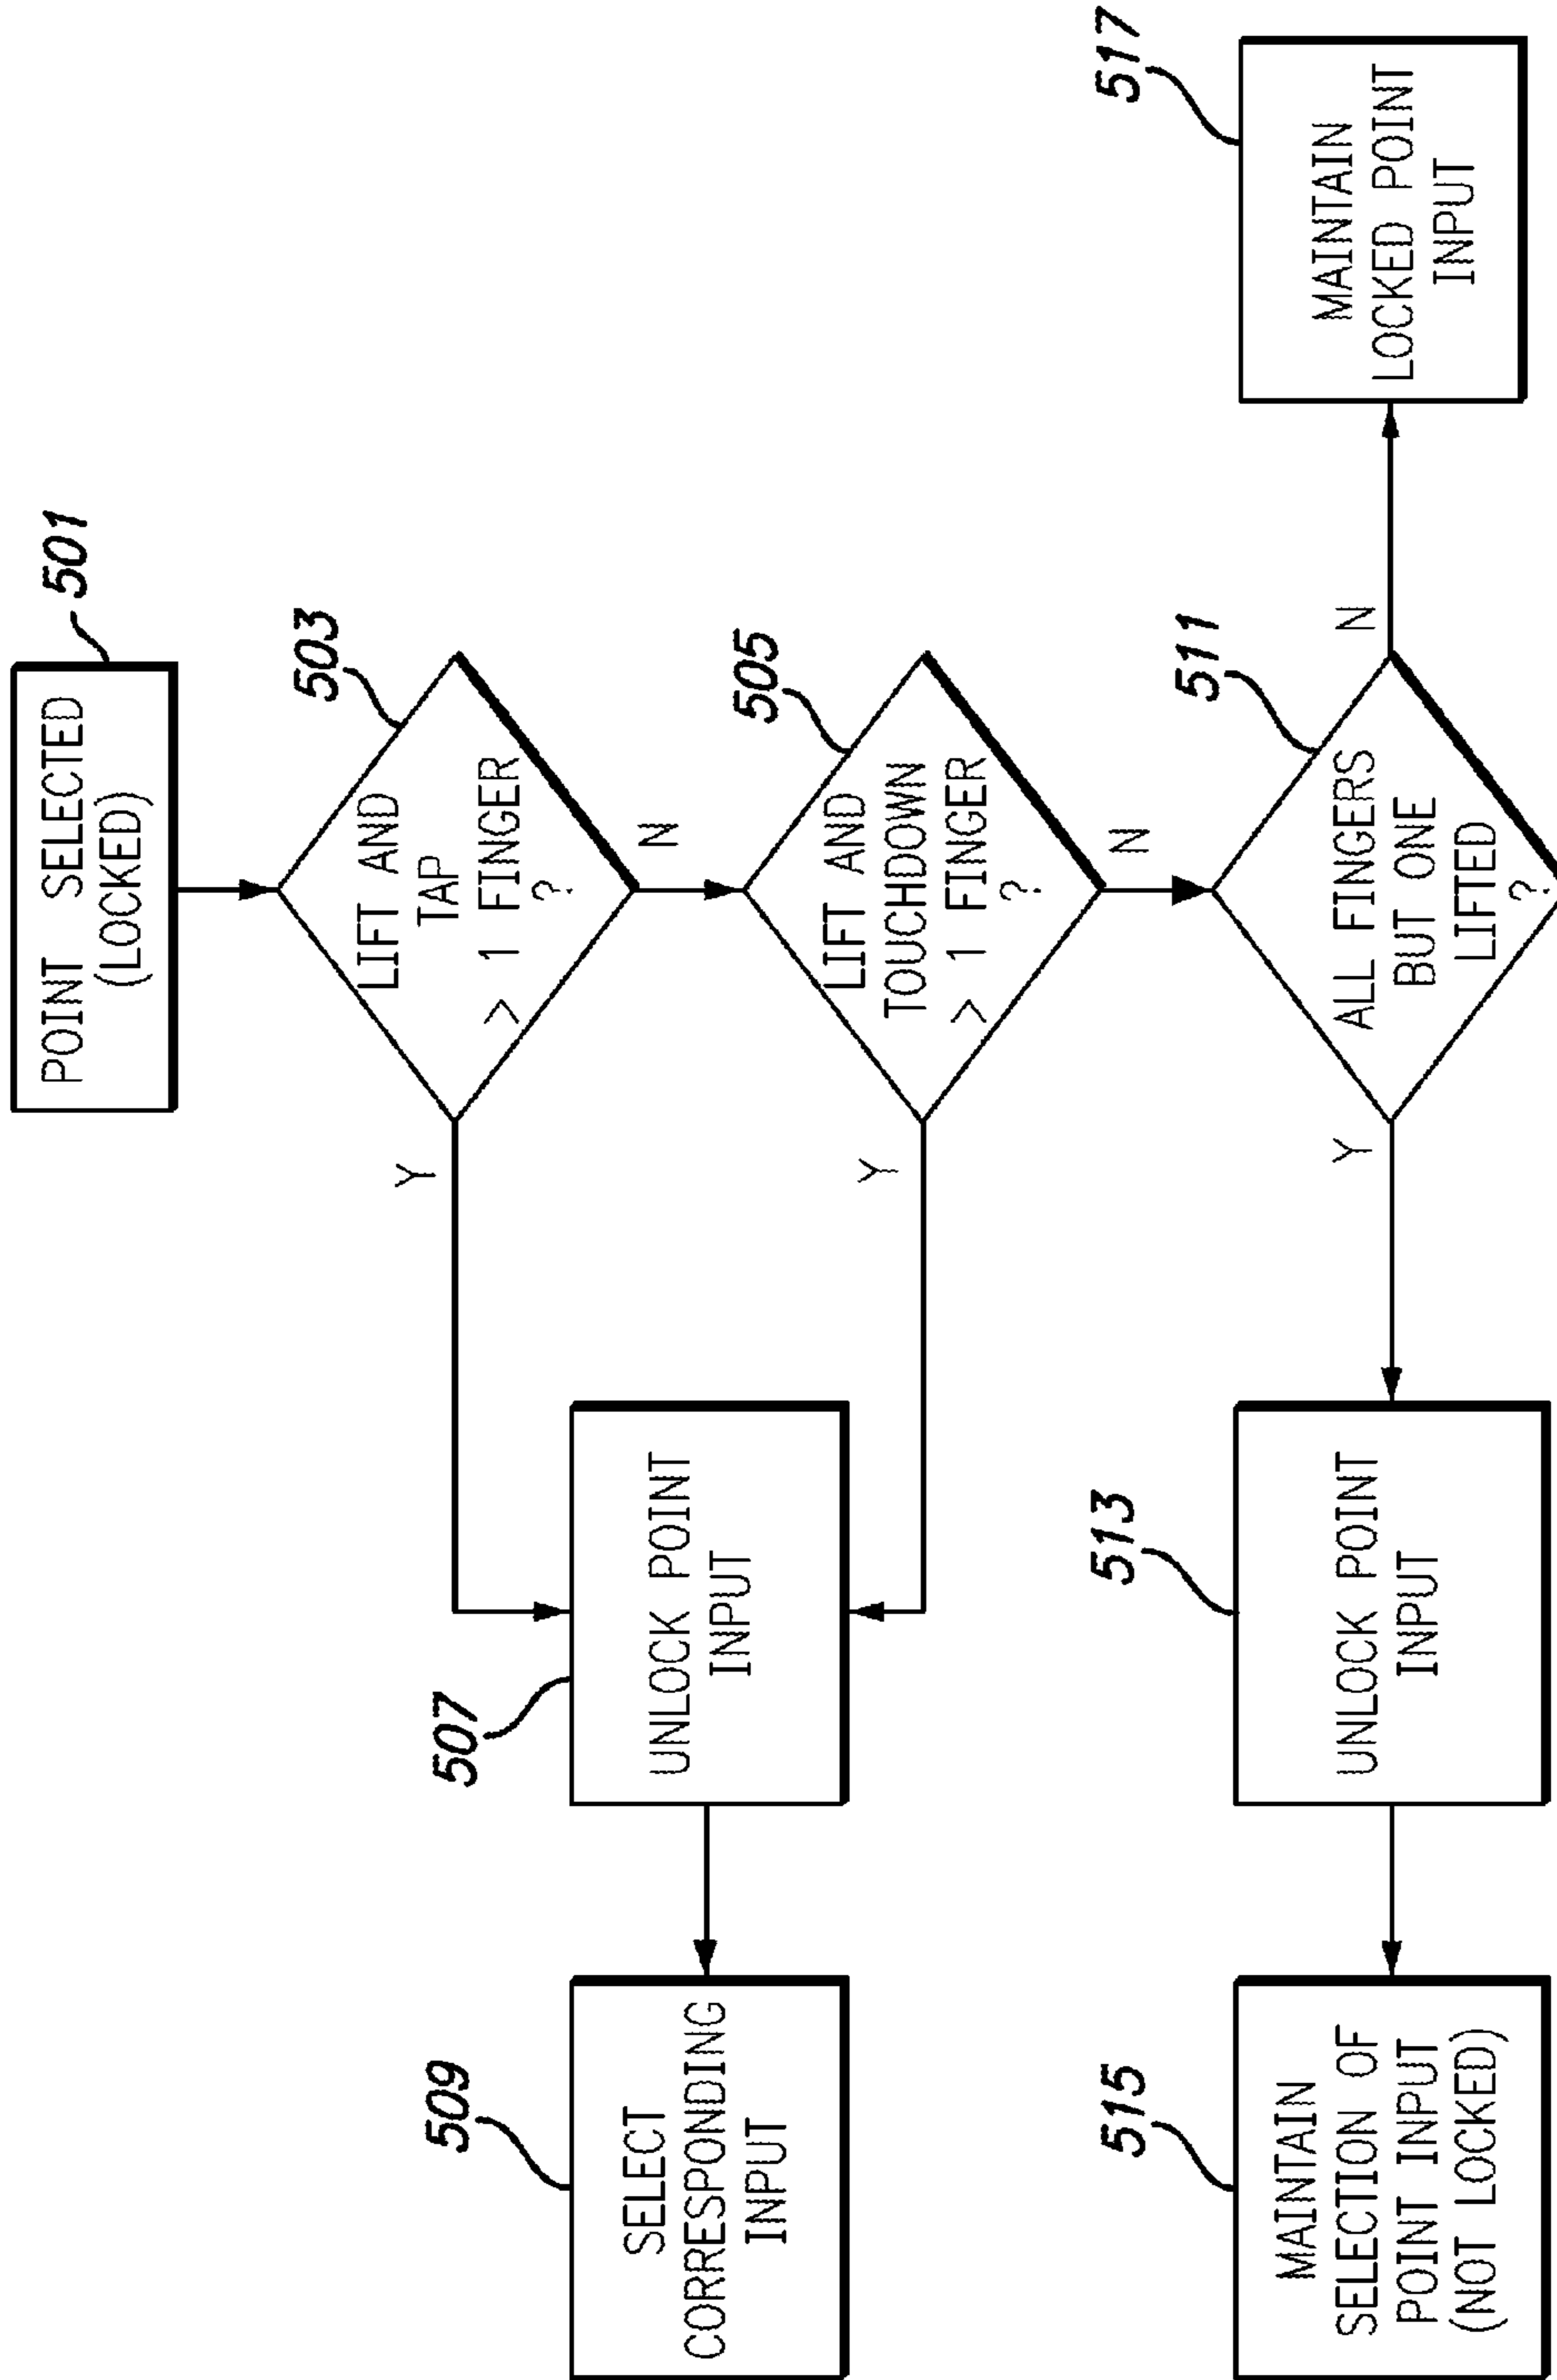 501
POINT SELECTED
(LOCKED)
503
LIFT AND
TAP
> 1 FINGER
?
Y
N
505
LIFT AND
TOUCHDOWN
> 1 FINGER
?
Y
N
507
UNLOCK POINT
INPUT
509
SELECT
CORRESPONDING
INPUT
511
ALL FINGERS
BUT ONE
LIFTED
?
Y
N
513
UNLOCK POINT
INPUT
515
MAINTAIN
SELECTION OF
POINT INPUT
(NOT LOCKED)
517
MAINTAIN
LOCKED POINT
INPUT